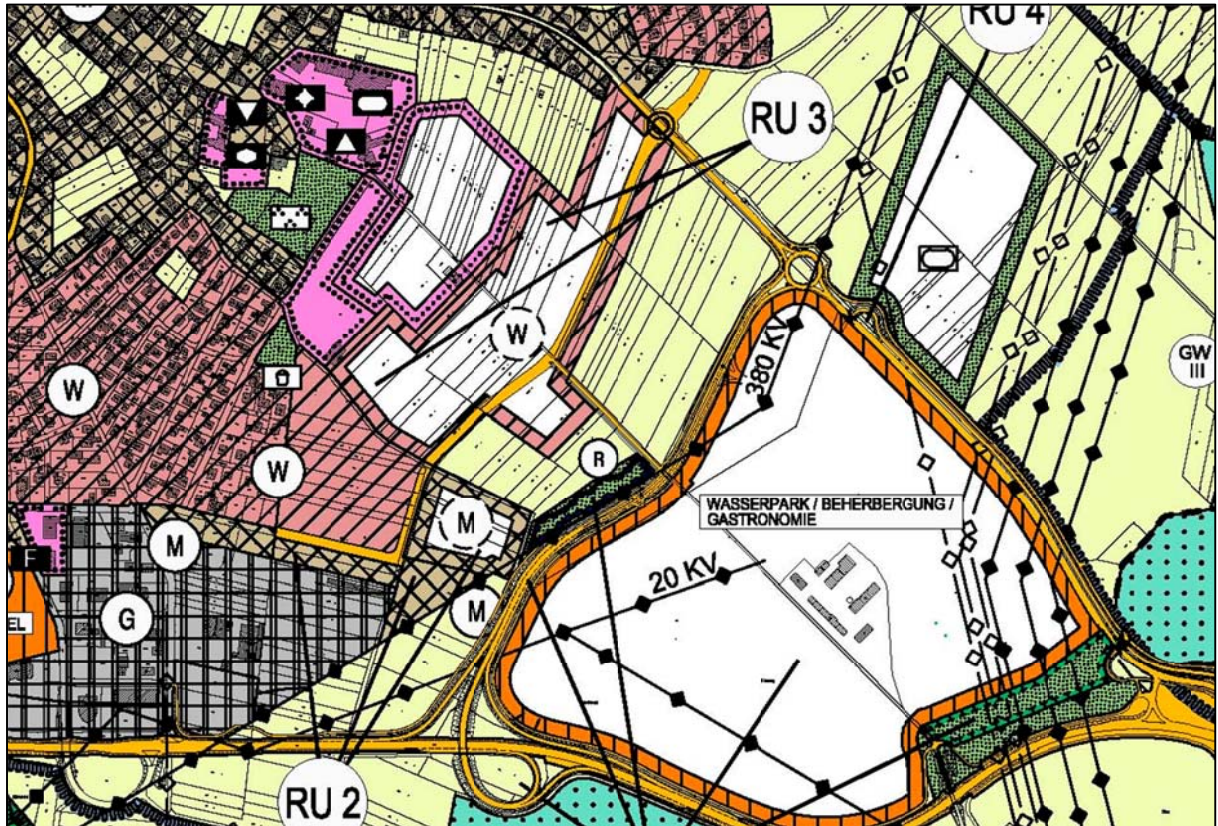 RU 4
RU 3
W
GW
III
W
380 KV
W
R
WASSERPARK / BEHERBERGUNG /
GASTRONOMIE
M
M
F
20 KV
M
G
EL
RU 2